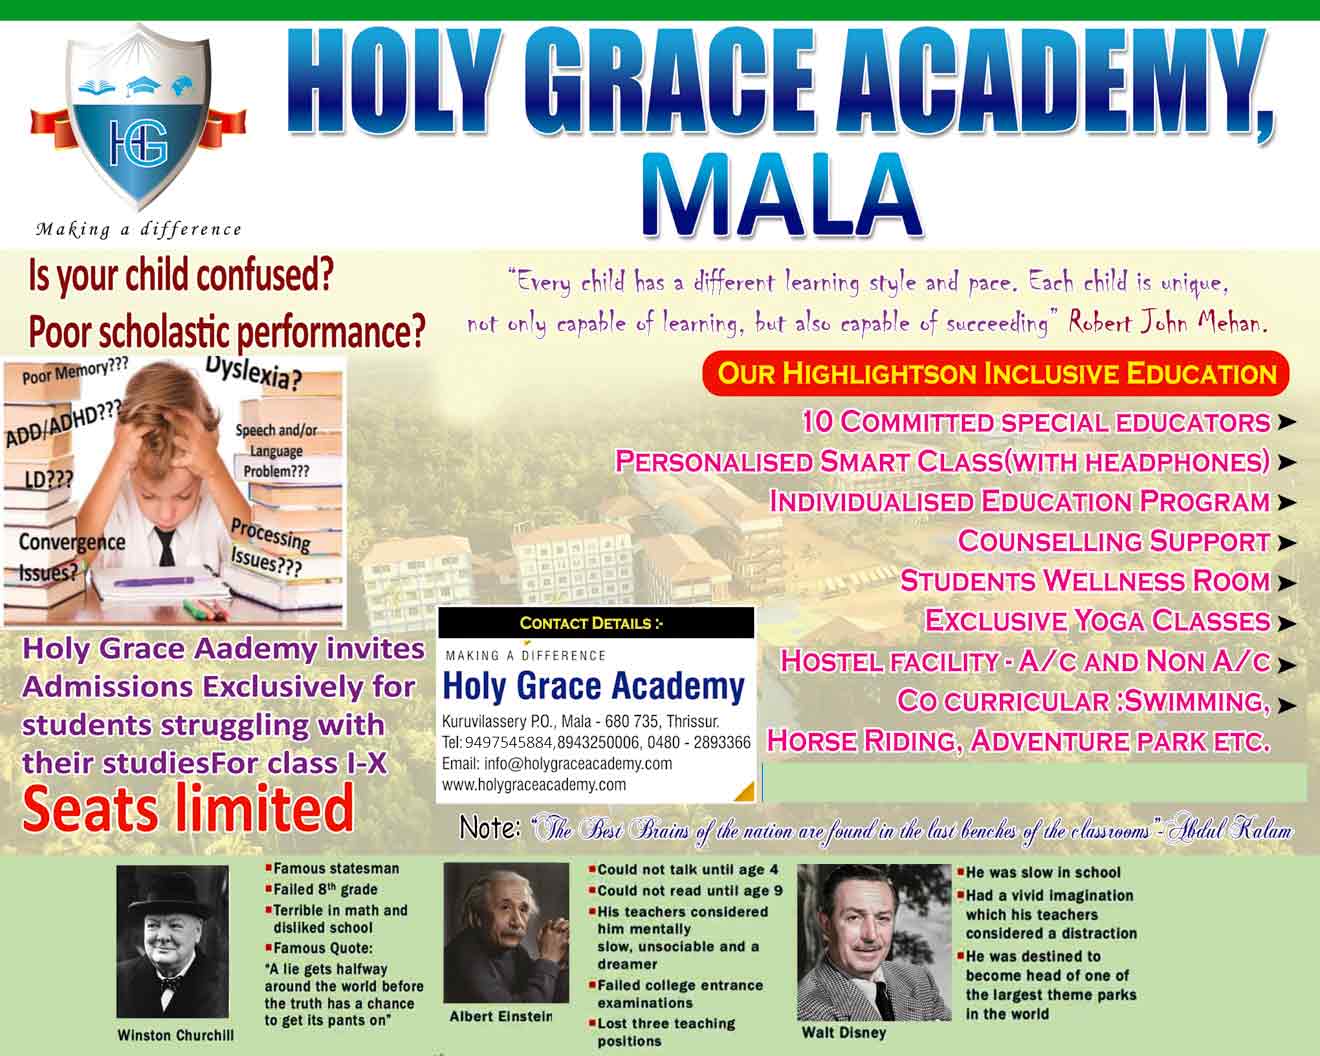 HOLY GRACE ACADEMY,
MALA
HG
Making a difference
Is your child confused?
Poor scholastic performance?
"Every child has a different learning style and pace. Each child is unique,
not only capable of learning, but also capable of succeeding" Robert John Mehan.
Poor Memory???
Dyslexia?
ADD/ADHD???
Speech and/or
Language
Problem???
LD???
Convergence
Issues?
Processing
Issues???
OUR HIGHLIGHTSON INCLUSIVE EDUCATION
10 COMMITTED SPECIAL EDUCATORS
PERSONALISED SMART CLASS(WITH HEADPHONES)
INDIVIDUALISED EDUCATION PROGRAM
COUNSELLING SUPPORT
STUDENTS WELLNESS ROOM
EXCLUSIVE YOGA CLASSES
HOSTEL FACILITY - A/C AND NON A/C
CO CURRICULAR :SWIMMING,
HORSE RIDING, ADVENTURE PARK ETC.
Holy Grace Aademy invites
Admissions Exclusively for
students struggling with
their studiesFor class I-X
Seats limited
CONTACT DETAILS :-
MAKING A DIFFERENCE
Holy Grace Academy
Kuruvilassery P.O., Mala - 680 735, Thrissur.
Tel: 9497545884, 8943250006, 0480 - 2893366
Email: info@holygraceacademy.com
www.holygraceacademy.com
Note: "The Best Brains of the nation are found in the last benches of the classrooms"-Abdul Kalam
Famous statesman
Failed 8th grade
Terrible in math and
disliked school
Famous Quote:
"A lie gets halfway
around the world before
the truth has a chance
to get its pants on"
Winston Churchill
Could not talk until age 4
Could not read until age 9
His teachers considered
him mentally
slow, unsociable and a
dreamer
Failed college entrance
examinations
Lost three teaching
positions
Albert Einstein
He was slow in school
Had a vivid imagination
which his teachers
considered a distraction
He was destined to
become head of one of
the largest theme parks
in the world
Walt Disney